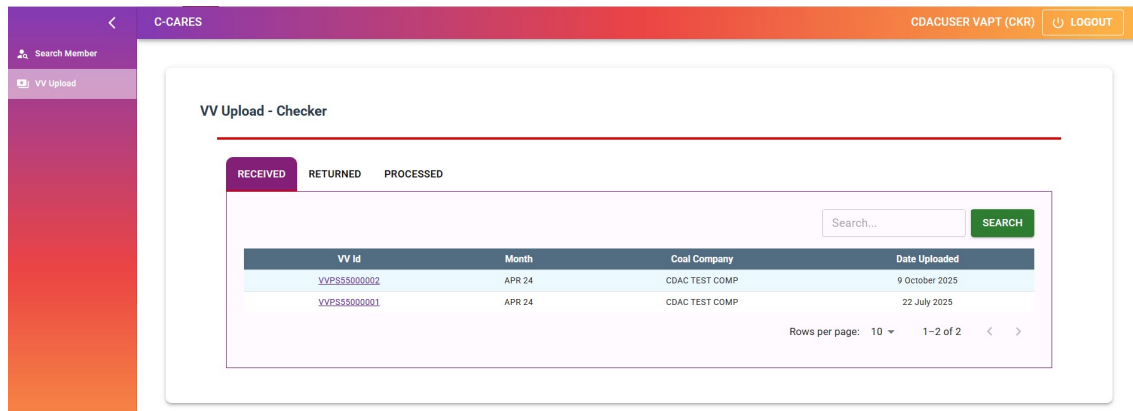 C-CARES
CDACUSER VAPT (CKR)
LOGOUT
Search Member
VV Upload
VV Upload - Checker
RECEIVED RETURNED PROCESSED
Search...
SEARCH
VV Id Month Coal Company Date Uploaded
VVPS55000002 APR 24 CDAC TEST COMP 9 October 2025
VVPS55000001 APR 24 CDAC TEST COMP 22 July 2025
Rows per page: 10 1–2 of 2